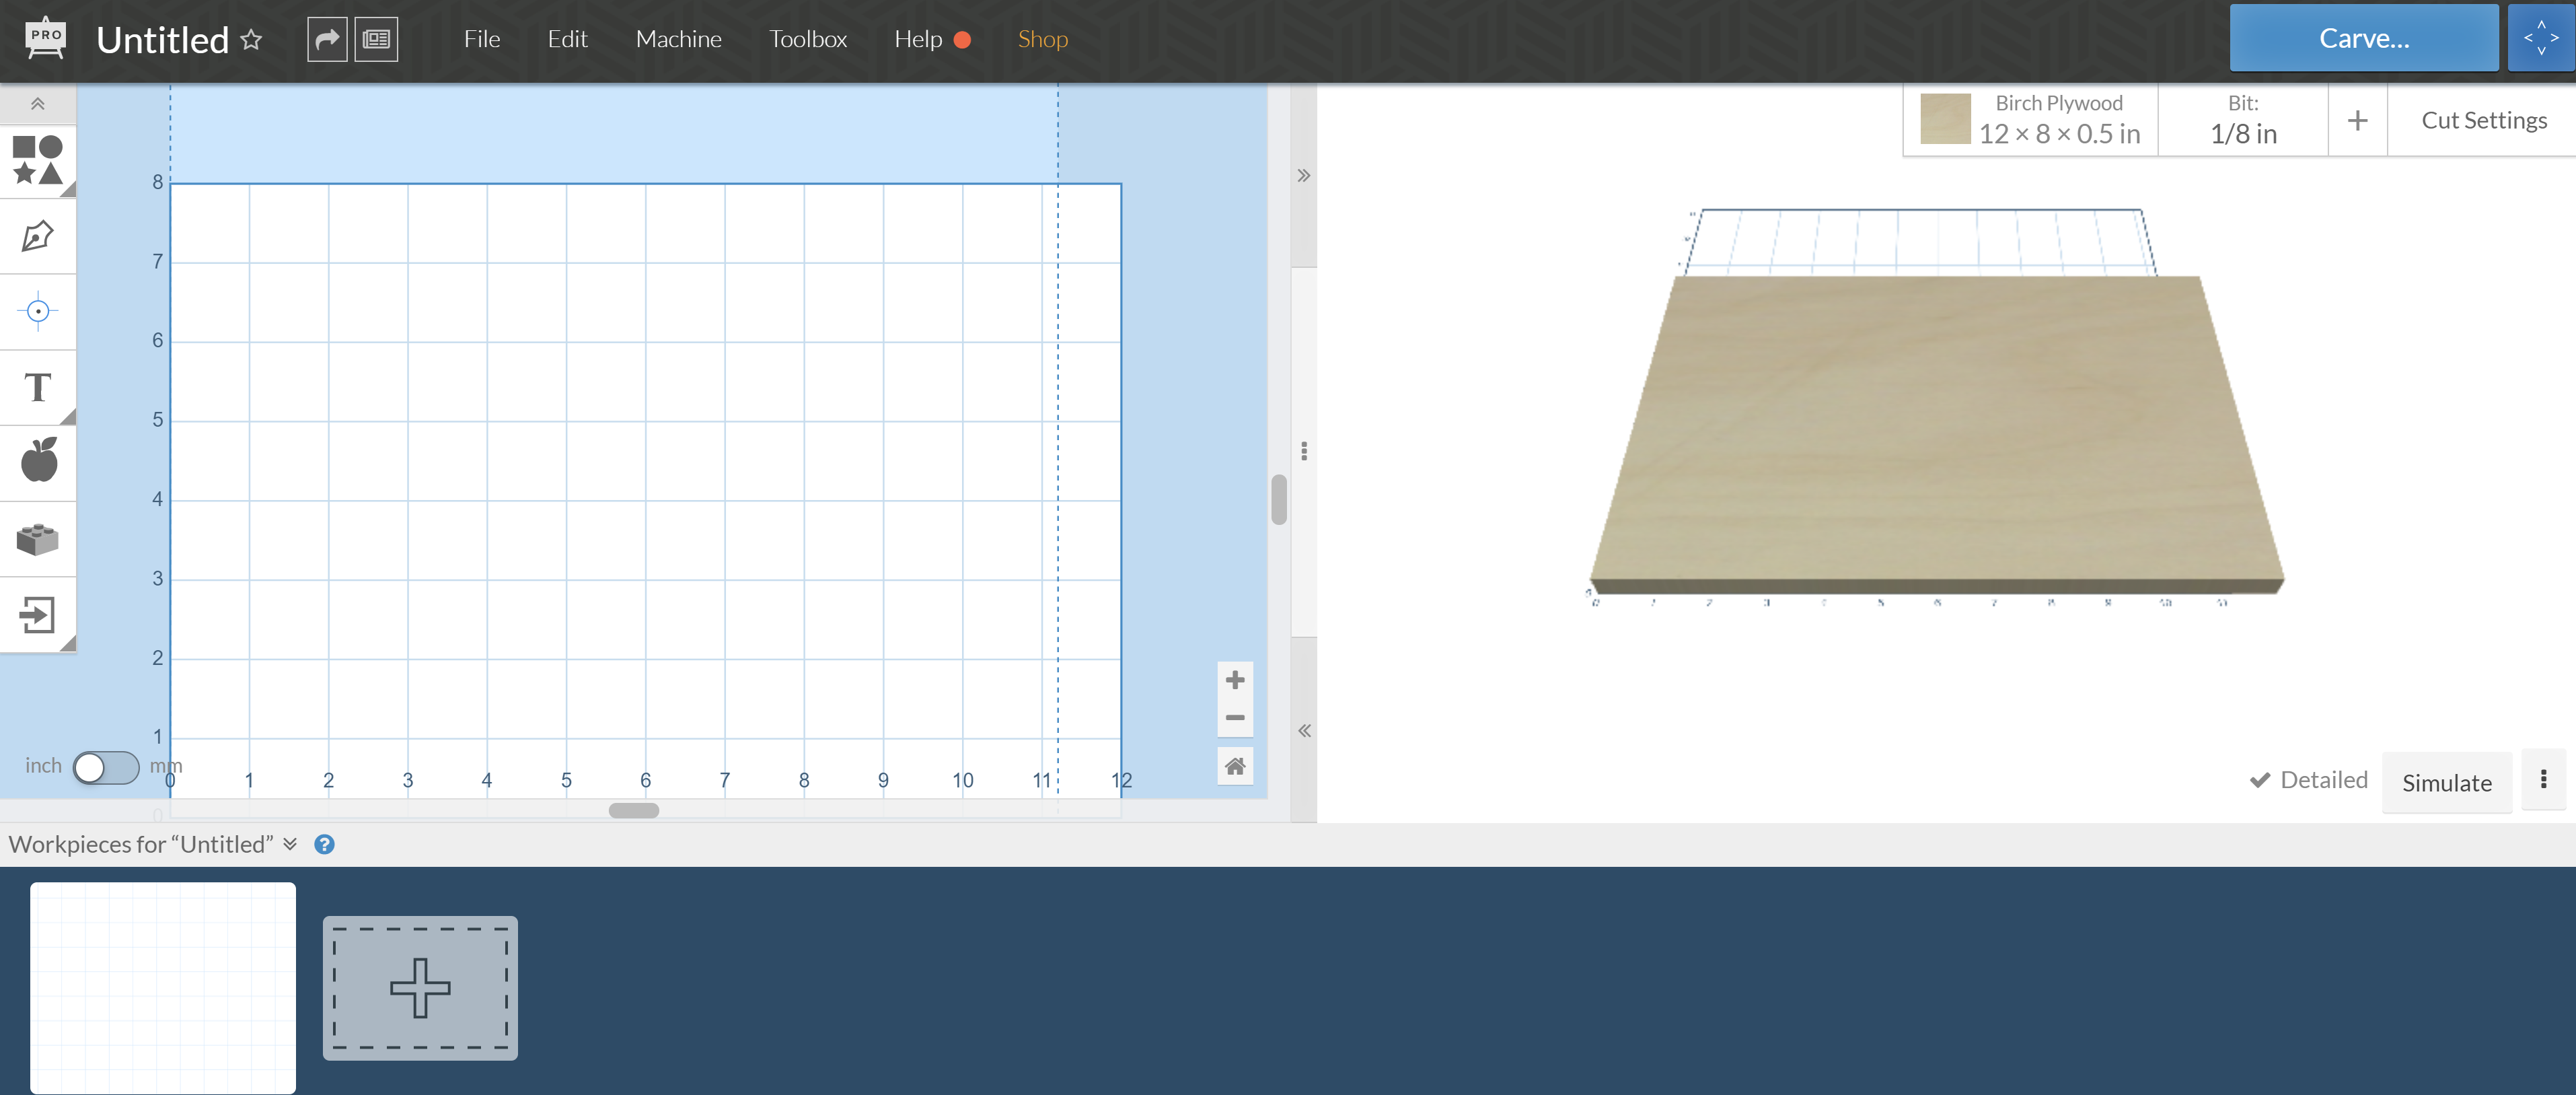 PRO
Untitled
File Edit Machine Toolbox Help Shop
Carve...
Birch Plywood
12 × 8 × 0.5 in
Bit:
1/8 in
Cut Settings
T
8
7
6
5
4
3
2
1
inch mm
0 1 2 3 4 5 6 7 8 9 10 11 12
0
Detailed
Simulate
Workpieces for “Untitled” ?